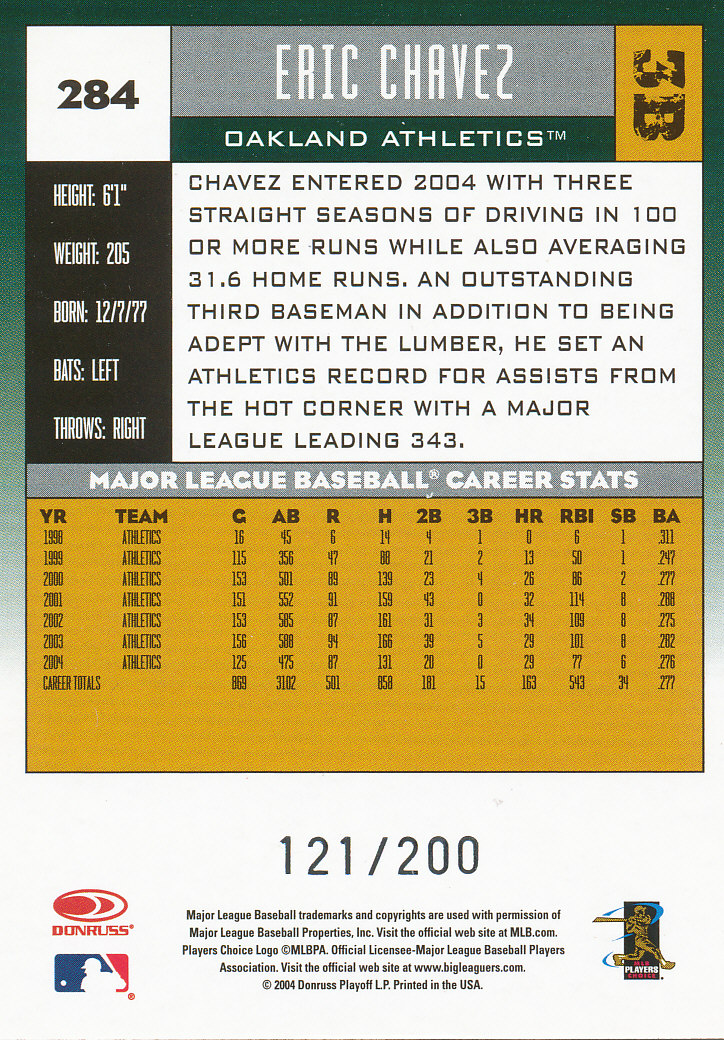 284
ERIC CHAVEZ
3B
OAKLAND ATHLETICS™
HEIGHT: 6'1"
WEIGHT: 205
BORN: 12/7/77
BATS: LEFT
THROWS: RIGHT
CHAVEZ ENTERED 2004 WITH THREE
STRAIGHT SEASONS OF DRIVING IN 100
OR MORE RUNS WHILE ALSO AVERAGING
31.6 HOME RUNS. AN OUTSTANDING
THIRD BASEMAN IN ADDITION TO BEING
ADEPT WITH THE LUMBER, HE SET AN
ATHLETICS RECORD FOR ASSISTS FROM
THE HOT CORNER WITH A MAJOR
LEAGUE LEADING 343.
MAJOR LEAGUE BASEBALL® CAREER STATS
YR TEAM G AB R H 2B 3B HR RBI SB BA
1998 ATHLETICS 16 45 6 14 4 1 0 6 1 .311
1999 ATHLETICS 115 356 47 88 21 2 13 50 1 .247
2000 ATHLETICS 153 501 89 139 23 4 26 86 2 .277
2001 ATHLETICS 151 552 91 159 43 0 32 114 8 .288
2002 ATHLETICS 153 585 87 161 31 3 34 109 8 .275
2003 ATHLETICS 156 588 94 166 39 5 29 101 8 .282
2004 ATHLETICS 125 475 87 131 20 0 29 77 6 .276
CAREER TOTALS 869 3102 501 858 181 15 163 543 34 .277
121/200
DONRUSS®
Major League Baseball trademarks and copyrights are used with permission of
Major League Baseball Properties, Inc. Visit the official web site at MLB.com.
Players Choice Logo ©MLBPA. Official Licensee-Major League Baseball Players
Association. Visit the official web site at www.bigleaguers.com.
© 2004 Donruss Playoff L.P. Printed in the USA.
MLB
PLAYERS
CHOICE